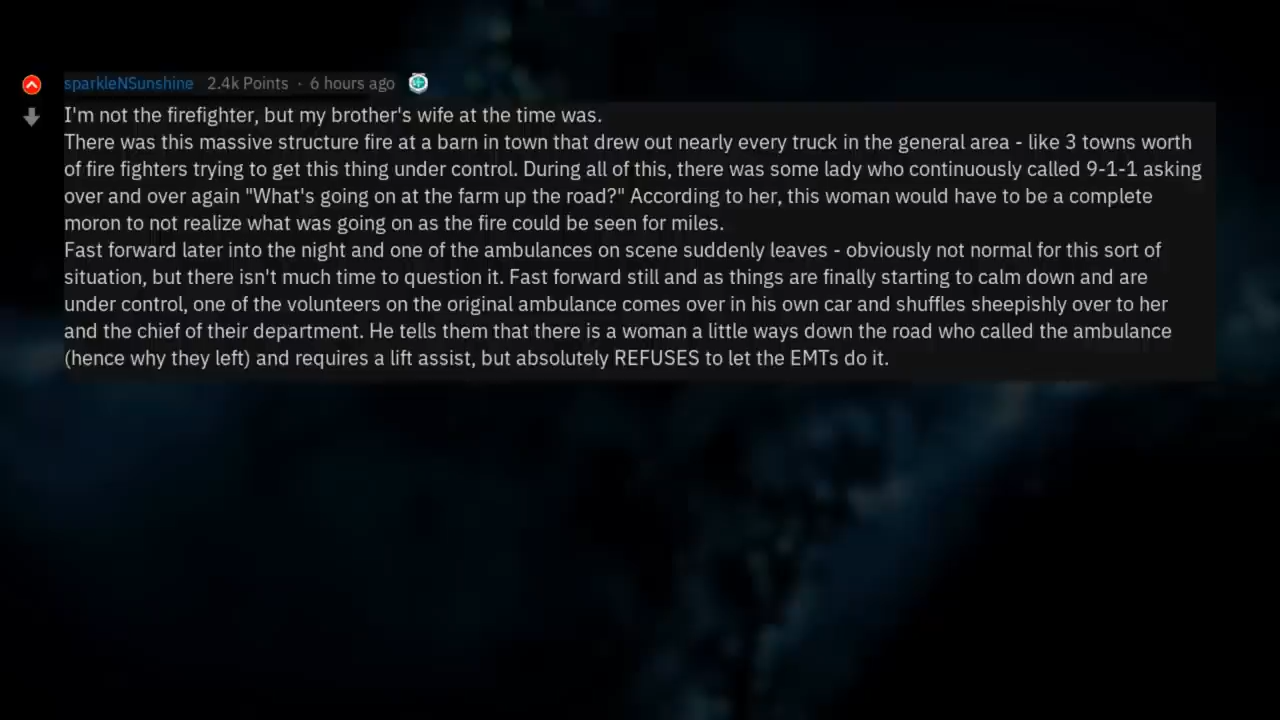 sparkleNSunshine 2.4k Points · 6 hours ago
I'm not the firefighter, but my brother's wife at the time was.
There was this massive structure fire at a barn in town that drew out nearly every truck in the general area - like 3 towns worth
of fire fighters trying to get this thing under control. During all of this, there was some lady who continuously called 9-1-1 asking
over and over again "What's going on at the farm up the road?" According to her, this woman would have to be a complete
moron to not realize what was going on as the fire could be seen for miles.
Fast forward later into the night and one of the ambulances on scene suddenly leaves - obviously not normal for this sort of
situation, but there isn't much time to question it. Fast forward still and as things are finally starting to calm down and are
under control, one of the volunteers on the original ambulance comes over in his own car and shuffles sheepishly over to her
and the chief of their department. He tells them that there is a woman a little ways down the road who called the ambulance
(hence why they left) and requires a lift assist, but absolutely REFUSES to let the EMTs do it.